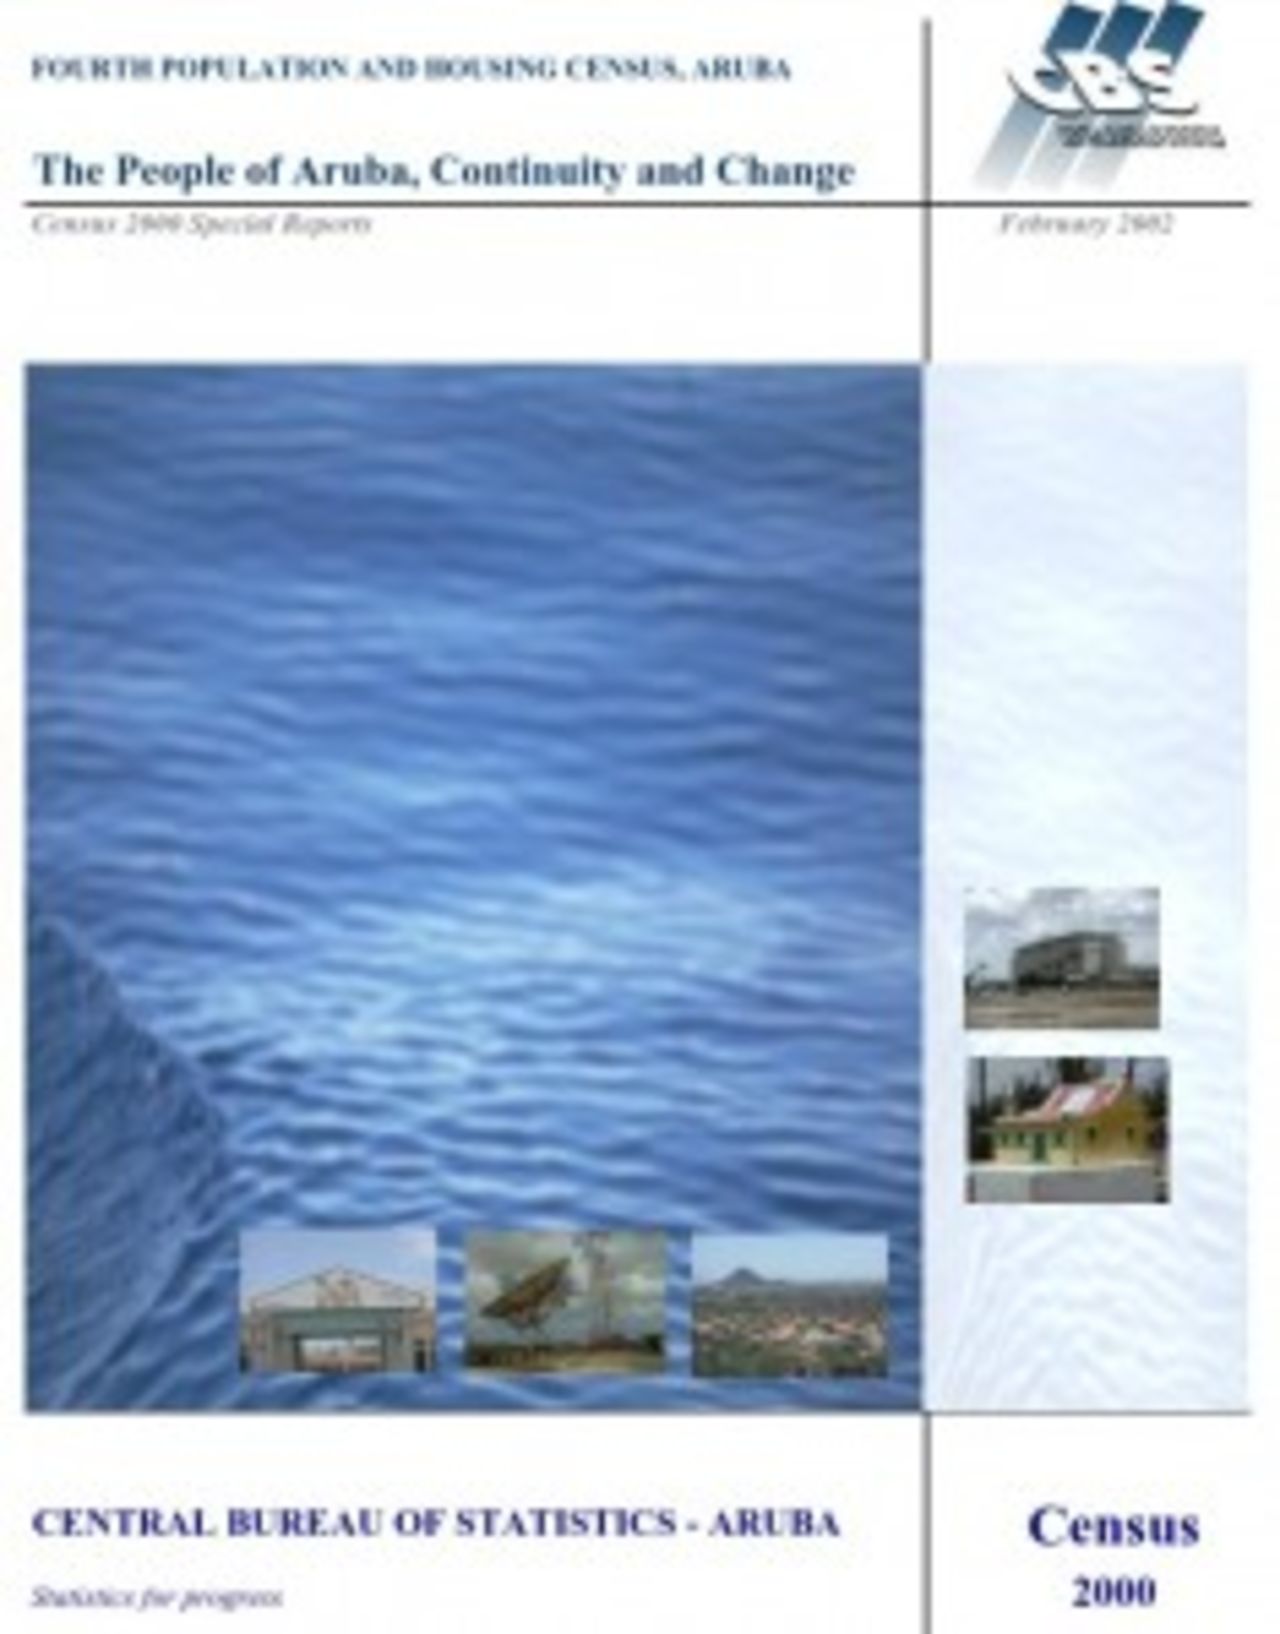 FOURTH POPULATION AND HOUSING CENSUS, ARUBA
CBS
The People of Aruba, Continuity and Change
Census 2000 Special Reports
February 2002
CENTRAL BUREAU OF STATISTICS - ARUBA
Census
2000
Statistics for progress